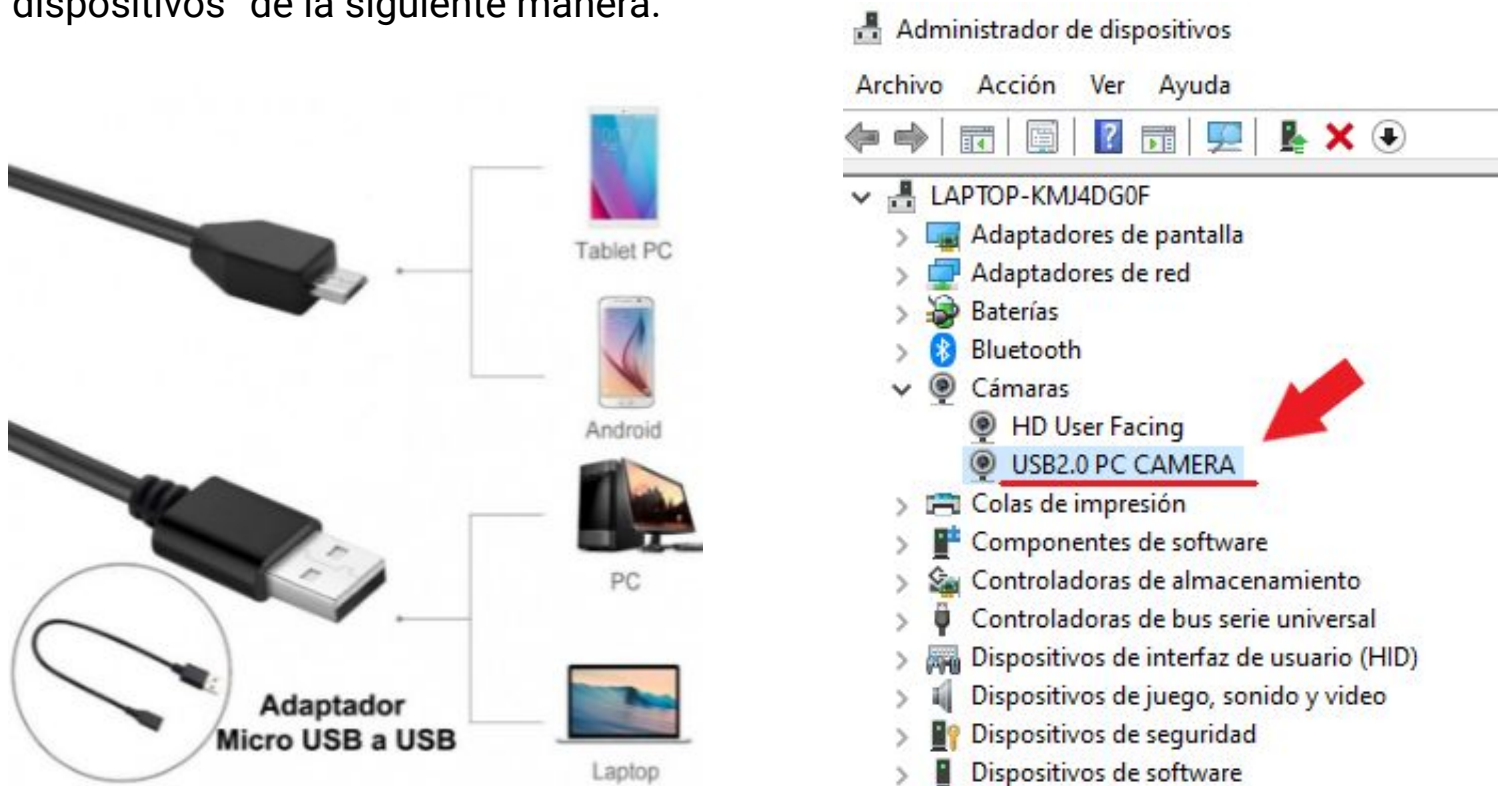 dispositivos" de la siguiente manera:
Tablet PC
Android
PC
Adaptador
Micro USB a USB
Laptop
Administrador de dispositivos
Archivo Acción Ver Ayuda
LAPTOP-KMJ4DG0F
Adaptadores de pantalla
Adaptadores de red
Baterías
Bluetooth
Cámaras
HD User Facing
USB2.0 PC CAMERA
Colas de impresión
Componentes de software
Controladoras de almacenamiento
Controladoras de bus serie universal
Dispositivos de interfaz de usuario (HID)
Dispositivos de juego, sonido y video
Dispositivos de seguridad
Dispositivos de software